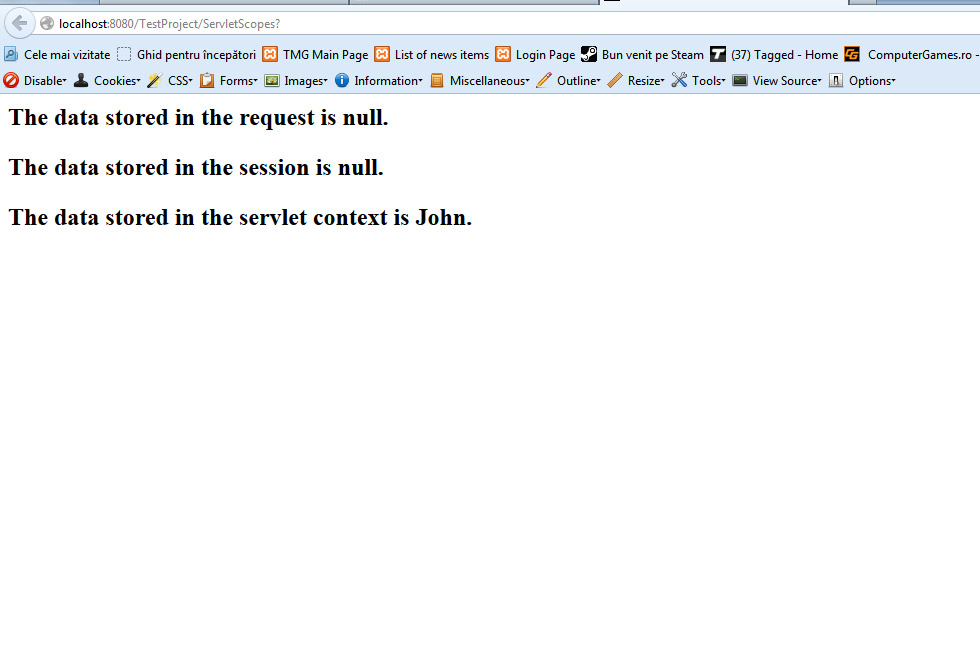 localhost:8080/TestProject/ServletScopes?
Cele mai vizitate Ghid pentru începători TMG Main Page List of news items Login Page Bun venit pe Steam (37) Tagged - Home ComputerGames.ro -
Disable Cookies CSS Forms Images Information Miscellaneous Outline Resize Tools View Source Options
The data stored in the request is null.
The data stored in the session is null.
The data stored in the servlet context is John.